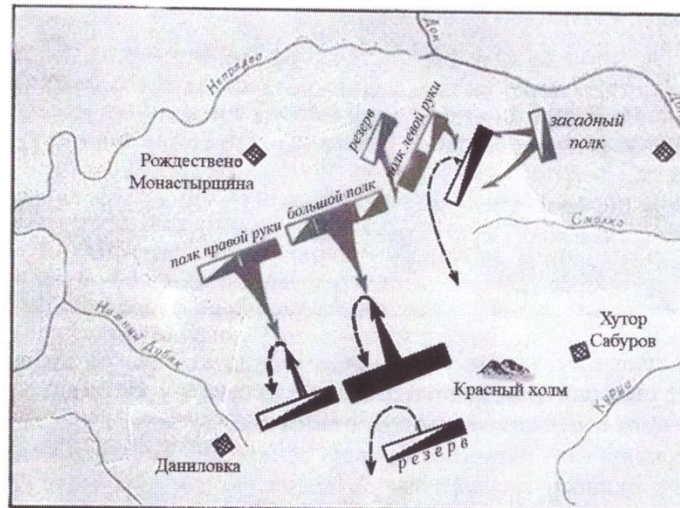 Дон
Непрядва
Дон
резерв
полк левой руки
засадный
полк
Рождествено
Монастырщина
Смолка
большой полк
полк правой руки
Нижний Дубяк
Хутор
Сабуров
Красный холм
Курца
Даниловка
резерв